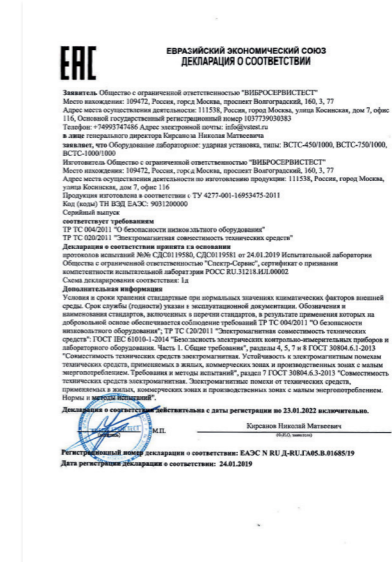 ЕАС
ЕВРАЗИЙСКИЙ ЭКОНОМИЧЕСКИЙ СОЮЗ
ДЕКЛАРАЦИЯ О СООТВЕТСТВИИ
Заявитель Общество с ограниченной ответственностью "ВИБРОСЕРВИСТЕСТ"
Место нахождения: 109472, Россия, город Москва, проспект Волгоградский, 160, 3, 77
Адрес места осуществления деятельности: 111538, Россия, город Москва, улица Косинская, дом 7, офис
116, Основной государственный регистрационный номер 1037739030383
Телефон: +74993747486 Адрес электронной почты: info@vstest.ru
в лице генерального директора Кирсанова Николая Матвеевича
заявляет, что Оборудование лабораторное: ударная установка, типы: ВСТС-450/1000, ВСТС-750/1000,
ВСТС-1000/1000
Изготовитель Общество с ограниченной ответственностью "ВИБРОСЕРВИСТЕСТ"
Место нахождения: 109472, Россия, город Москва, проспект Волгоградский, 160, 3, 77
Адрес места осуществления деятельности по изготовлению продукции: 111538, Россия, город Москва,
улица Косинская, дом 7, офис 116
Продукция изготовлена в соответствии с ТУ 4277-001-16953475-2011
Код (коды) ТН ВЭД ЕАЭС: 9031200000
Серийный выпуск
соответствует требованиям
ТР ТС 004/2011 "О безопасности низковольтного оборудования"
ТР ТС 020/2011 "Электромагнитная совместимость технических средств"
Декларация о соответствии принята на основании
протоколов испытаний №№ СДС0119580, СДС0119581 от 24.01.2019 Испытательная лаборатория
Общества с ограниченной ответственностью "Спектр-Сервис", сертификат о признании
компетентности испытательной лаборатории РОСС RU.31218.ИЛ.00002
Схема декларирования соответствия: 1д
Дополнительная информация
Условия и сроки хранения стандартные при нормальных значениях климатических факторов внешней
среды. Срок службы (годности) указан в эксплуатационной документации. Обозначения и
наименования стандартов, включенных в перечни стандартов, в результате применения которых на
добровольной основе обеспечивается соблюдение требований ТР ТС 004/2011 "О безопасности
низковольтного оборудования", ТР ТС 020/2011 "Электромагнитная совместимость технических
средств": ГОСТ IEC 61010-1-2014 "Безопасность электрических контрольно-измерительных приборов и
лабораторного оборудования. Часть 1. Общие требования", разделы 4, 5, 7 и 8 ГОСТ 30804.6.1-2013
"Совместимость технических средств электромагнитная. Устойчивость к электромагнитным помехам
технических средств, применяемых в жилых, коммерческих зонах и производственных зонах с малым
энергопотреблением. Требования и методы испытаний", раздел 7 ГОСТ 30804.6.3-2013 "Совместимость
технических средств электромагнитная. Электромагнитные помехи от технических средств,
применяемых в жилых, коммерческих зонах и производственных зонах с малым энергопотреблением.
Нормы и методы испытаний".
Декларация о соответствии действительна с даты регистрации по 23.01.2022 включительно.
М.П.
Кирсанов Николай Матвеевич
Регистрационный номер декларации о соответствии: ЕАЭС N RU Д-RU.ГА05.В.01685/19
Дата регистрации декларации о соответствии: 24.01.2019